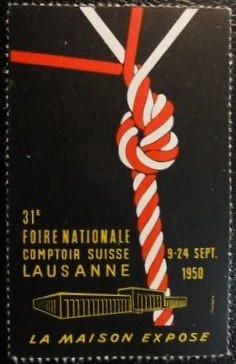 31E
FOIRE NATIONALE
COMPTOIR SUISSE
LAUSANNE
9-24 SEPT.
1950
LA MAISON EXPOSE